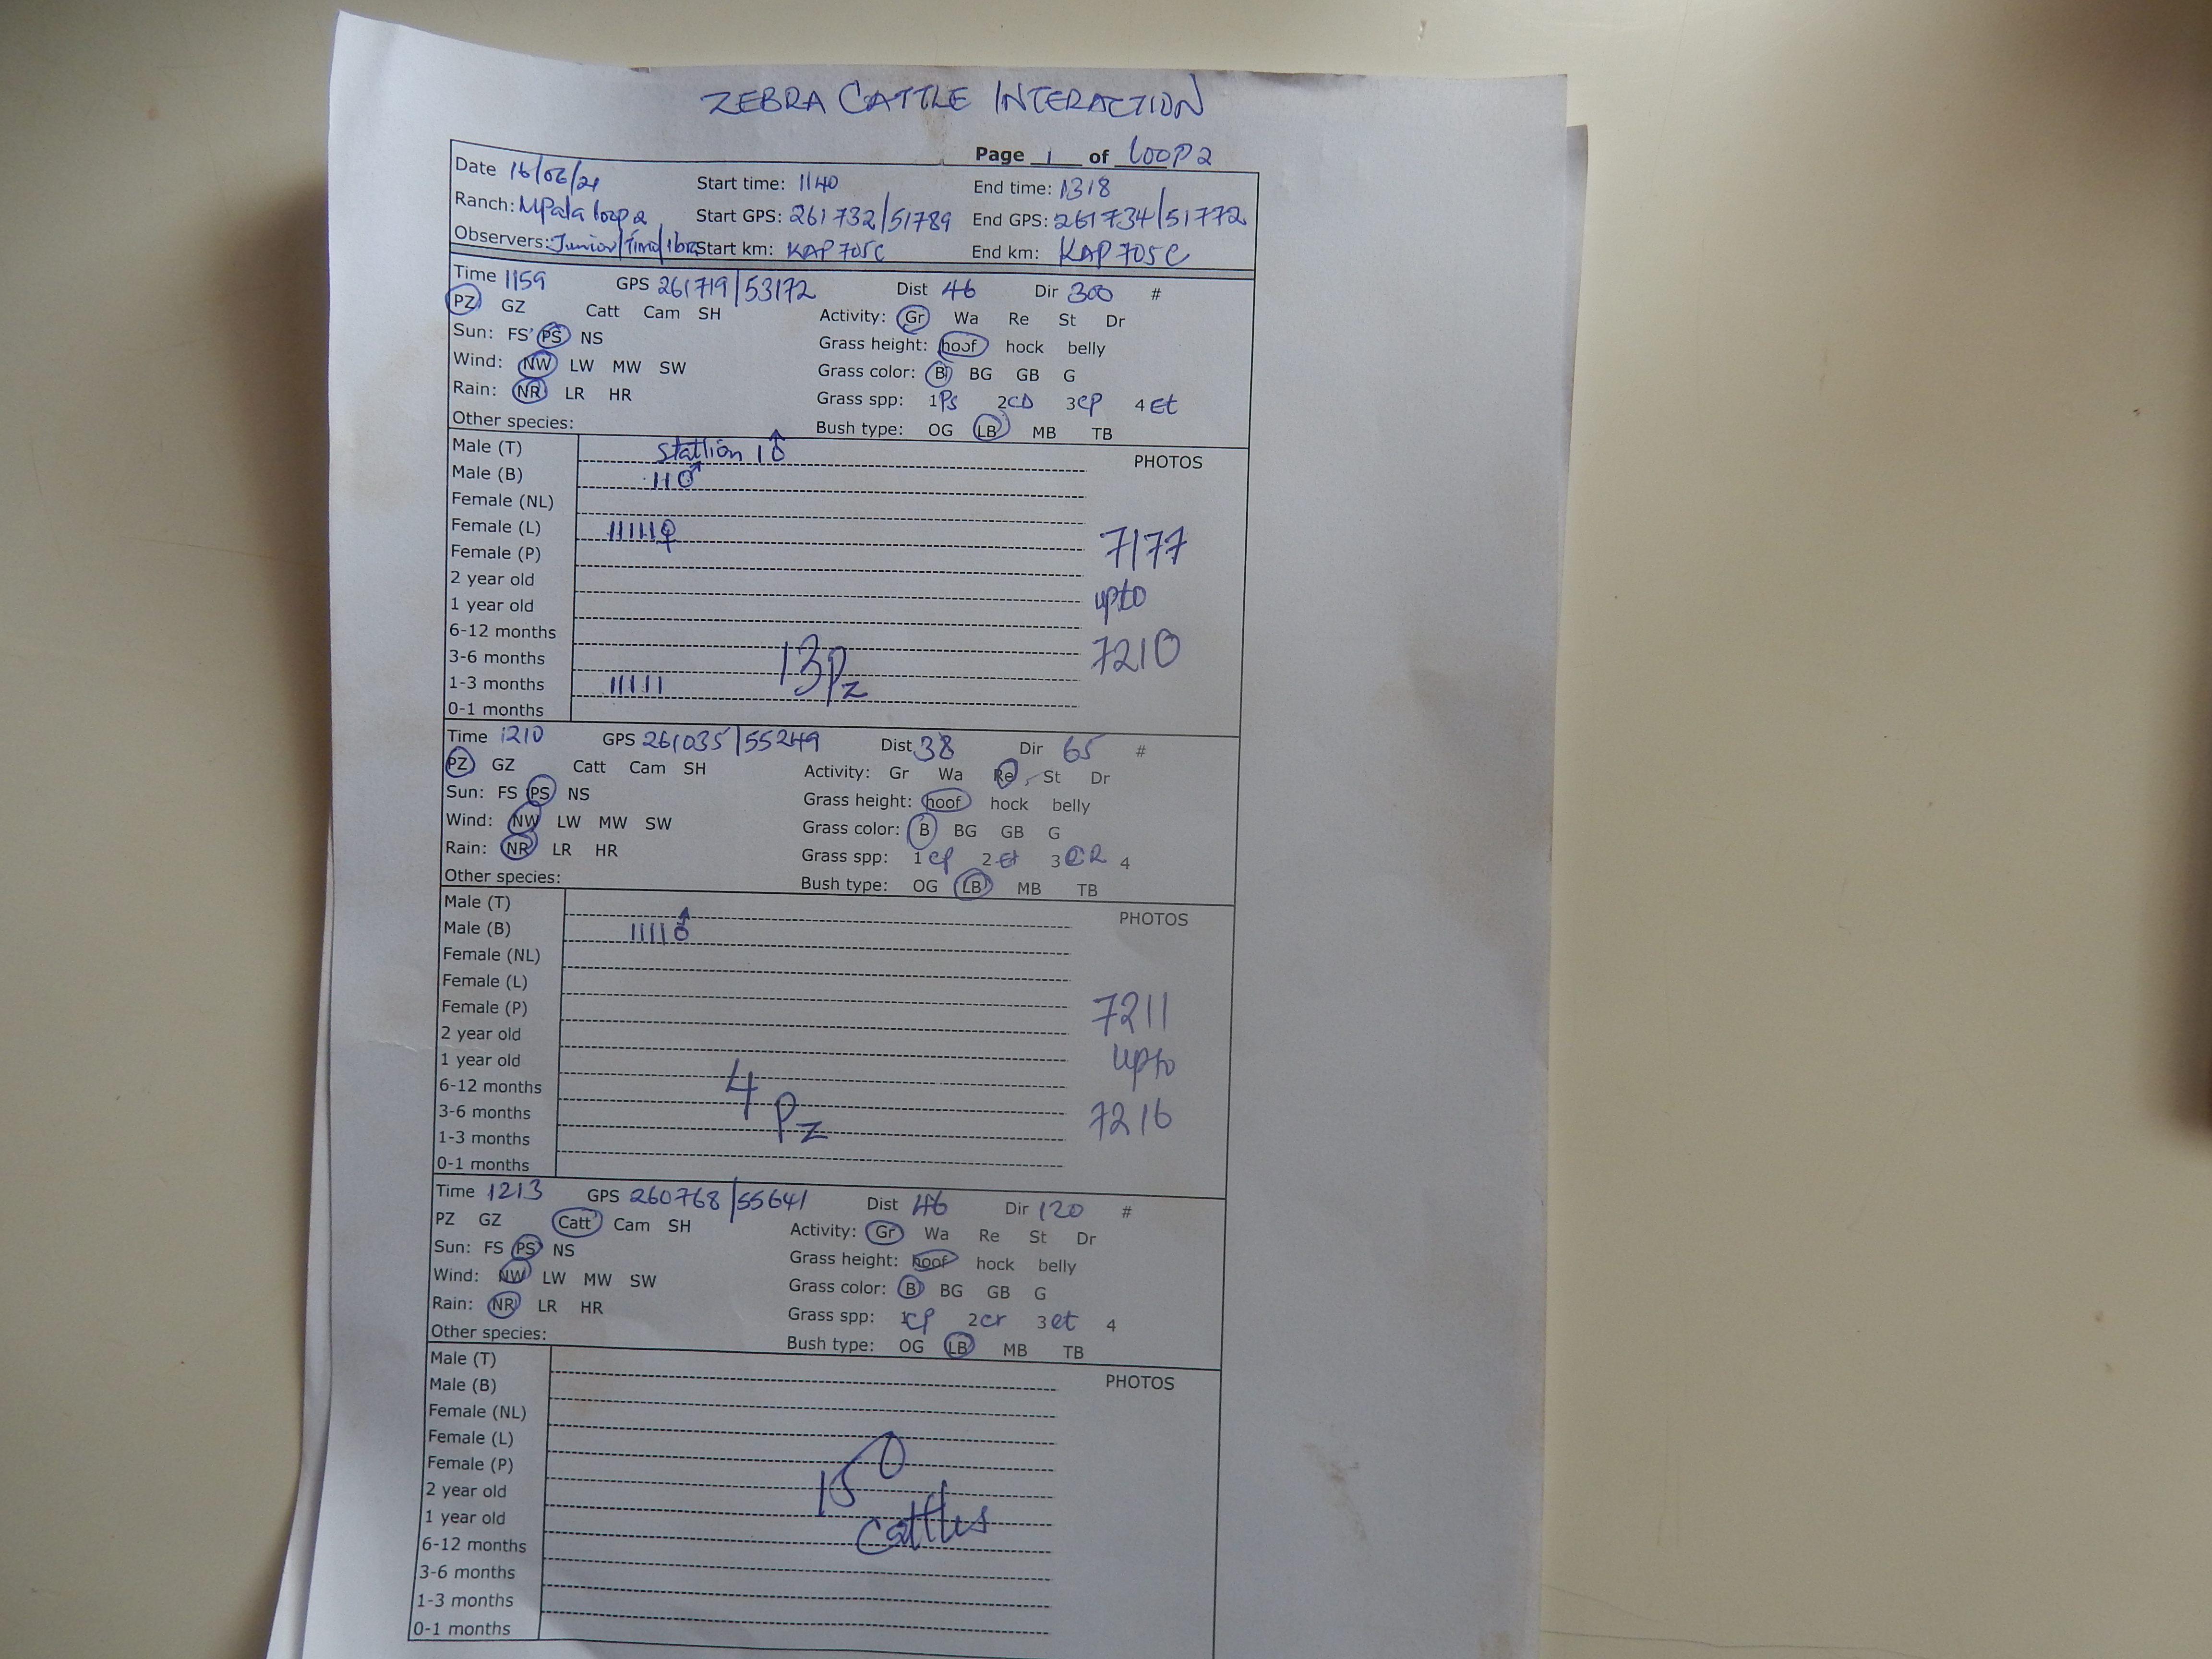 ZEBRA CATTLE INTERACTION
Page 1 of LOOP 2
Date 16/06/21 Start time: 1140 End time: 1318
Ranch: Mpala loop 2 Start GPS: 261732/51789 End GPS: 261734/51772
Observers: Junior/Timo/Ibra Start km: KAP 705C End km: KAP 705C
Time 1159 GPS 261719/53172 Dist 46 Dir 300 #
PZ GZ Catt Cam SH Activity: Gr Wa Re St Dr
Sun: FS PS NS Grass height: hoof hock belly
Wind: NW LW MW SW Grass color: B BG GB G
Rain: NR LR HR Grass spp: 1 Ps 2 CD 3 CP 4 Et
Other species: Bush type: OG LB MB TB
Male (T) Stallion 1 ♂ PHOTOS
Male (B) 11 ♂
Female (NL)
Female (L) 111111 ♀ 7177
Female (P)
2 year old upto
1 year old
6-12 months 7210
3-6 months 13 Pz
1-3 months 11111
0-1 months
Time 1210 GPS 261035/55249 Dist 38 Dir 65 #
PZ GZ Catt Cam SH Activity: Gr Wa Re St Dr
Sun: FS PS NS Grass height: hoof hock belly
Wind: NW LW MW SW Grass color: B BG GB G
Rain: NR LR HR Grass spp: 1 CP 2 Et 3 CR 4
Other species: Bush type: OG LB MB TB
Male (T) PHOTOS
Male (B) 1111 ♂
Female (NL)
Female (L)
Female (P) 7211
2 year old
1 year old upto
6-12 months 4
3-6 months Pz 7216
1-3 months
0-1 months
Time 1213 GPS 260768/55641 Dist 46 Dir 120 #
PZ GZ Catt Cam SH Activity: Gr Wa Re St Dr
Sun: FS PS NS Grass height: hoof hock belly
Wind: NW LW MW SW Grass color: B BG GB G
Rain: NR LR HR Grass spp: 1 CP 2 Cr 3 et 4
Other species: Bush type: OG LB MB TB
Male (T) PHOTOS
Male (B)
Female (NL)
Female (L)
Female (P) 150
2 year old
1 year old cattles
6-12 months
3-6 months
1-3 months
0-1 months